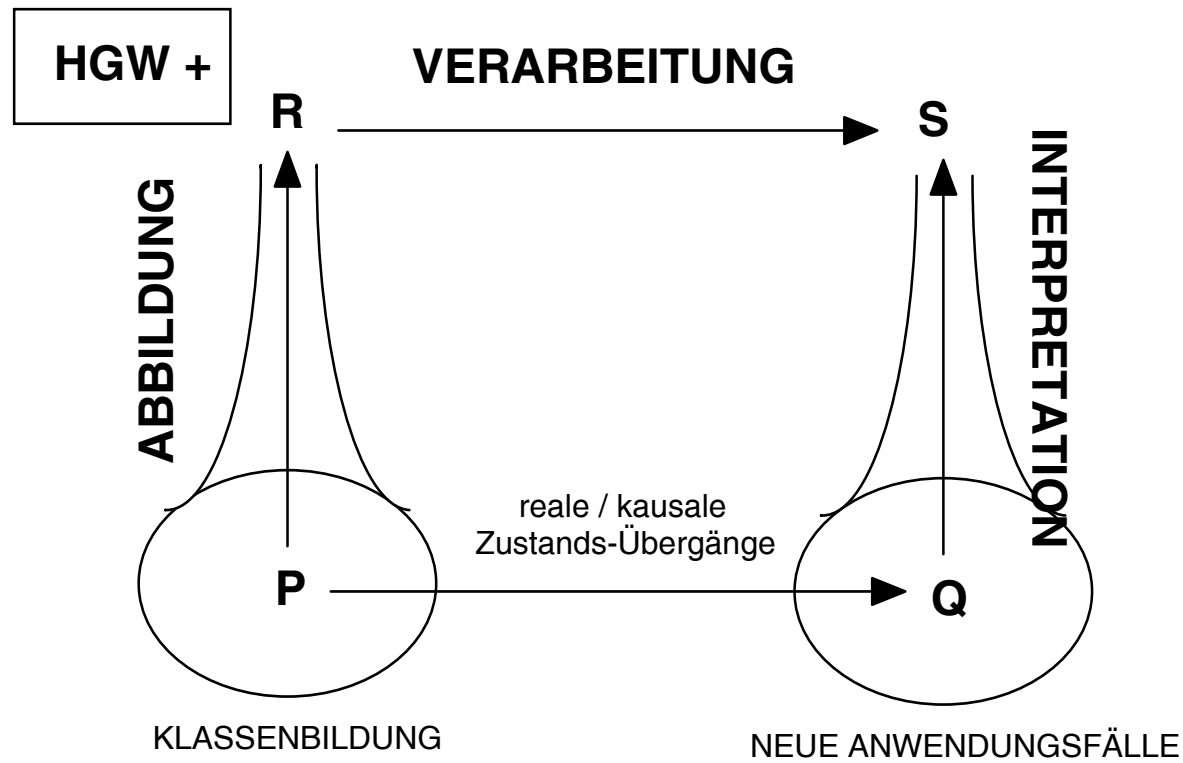 HGW +
VERARBEITUNG
R
S
ABBILDUNG
INTERPRETATION
reale / kausale
Zustands-Übergänge
P
Q
KLASSENBILDUNG
NEUE ANWENDUNGSFÄLLE